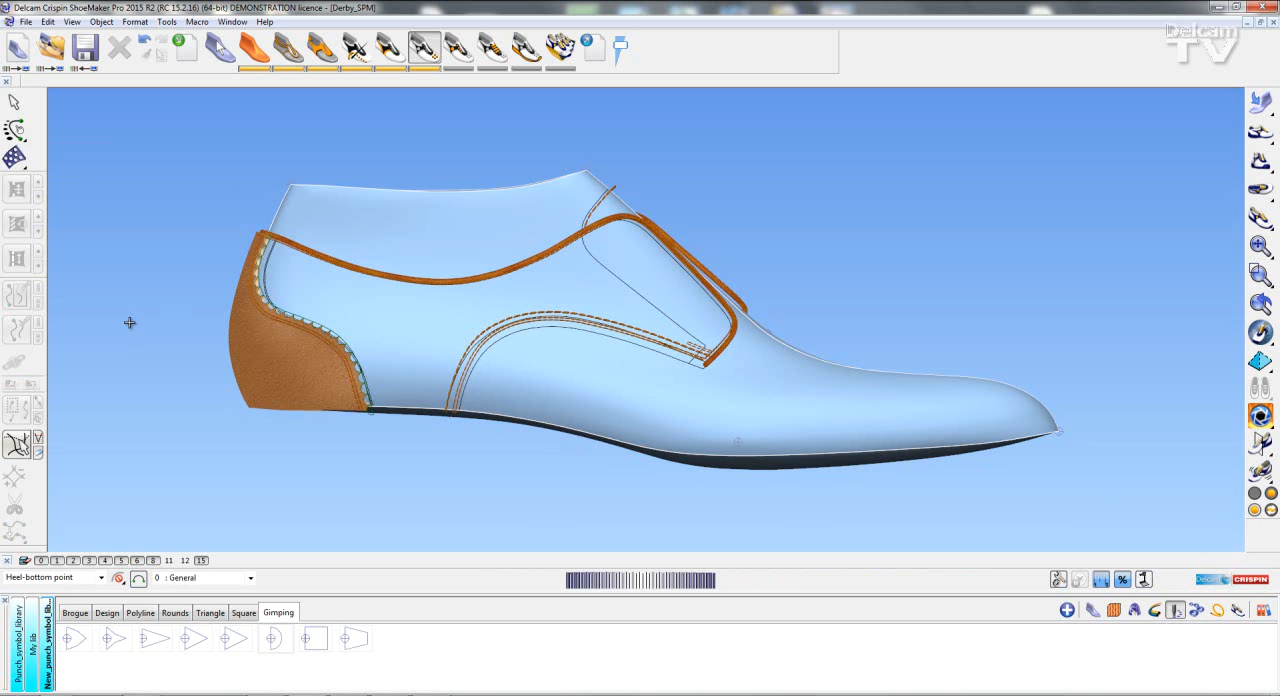 Delcam Crispin ShoeMaker Pro 2015 R2 (RC 15.2.16) (64-bit) DEMONSTRATION licence - [Derby_SPM]
File Edit View Object Format Tools Macro Window Help
Delcam
TV
0 1 2 3 4 5 6 8 11 12 15
Heel-bottom point
0 : General
%
Delcam CRISPIN
Brogue Design Polyline Rounds Triangle Square Gimping
Punch_symbol_library
My lib
New_punch_symbol_lib...